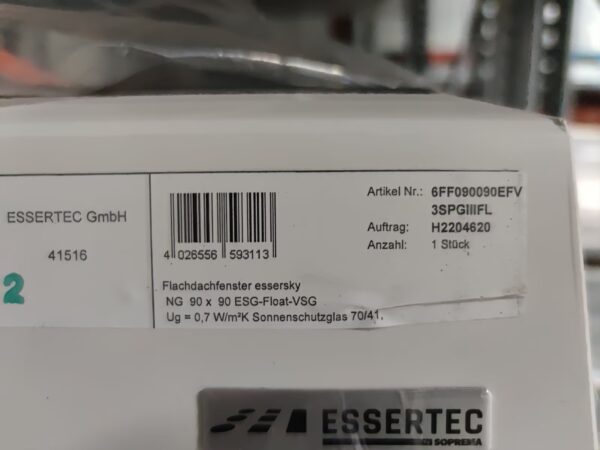 ESSERTEC GmbH
41516
2
4 026556 593113
Artikel Nr.: 6FF090090EFV
3SPGIIIFL
Auftrag: H2204620
Anzahl: 1 Stück
Flachdachfenster essersky
NG 90 x 90 ESG-Float-VSG
Ug = 0,7 W/m²K Sonnenschutzglas 70/41,
ESSERTEC
SOPREMA